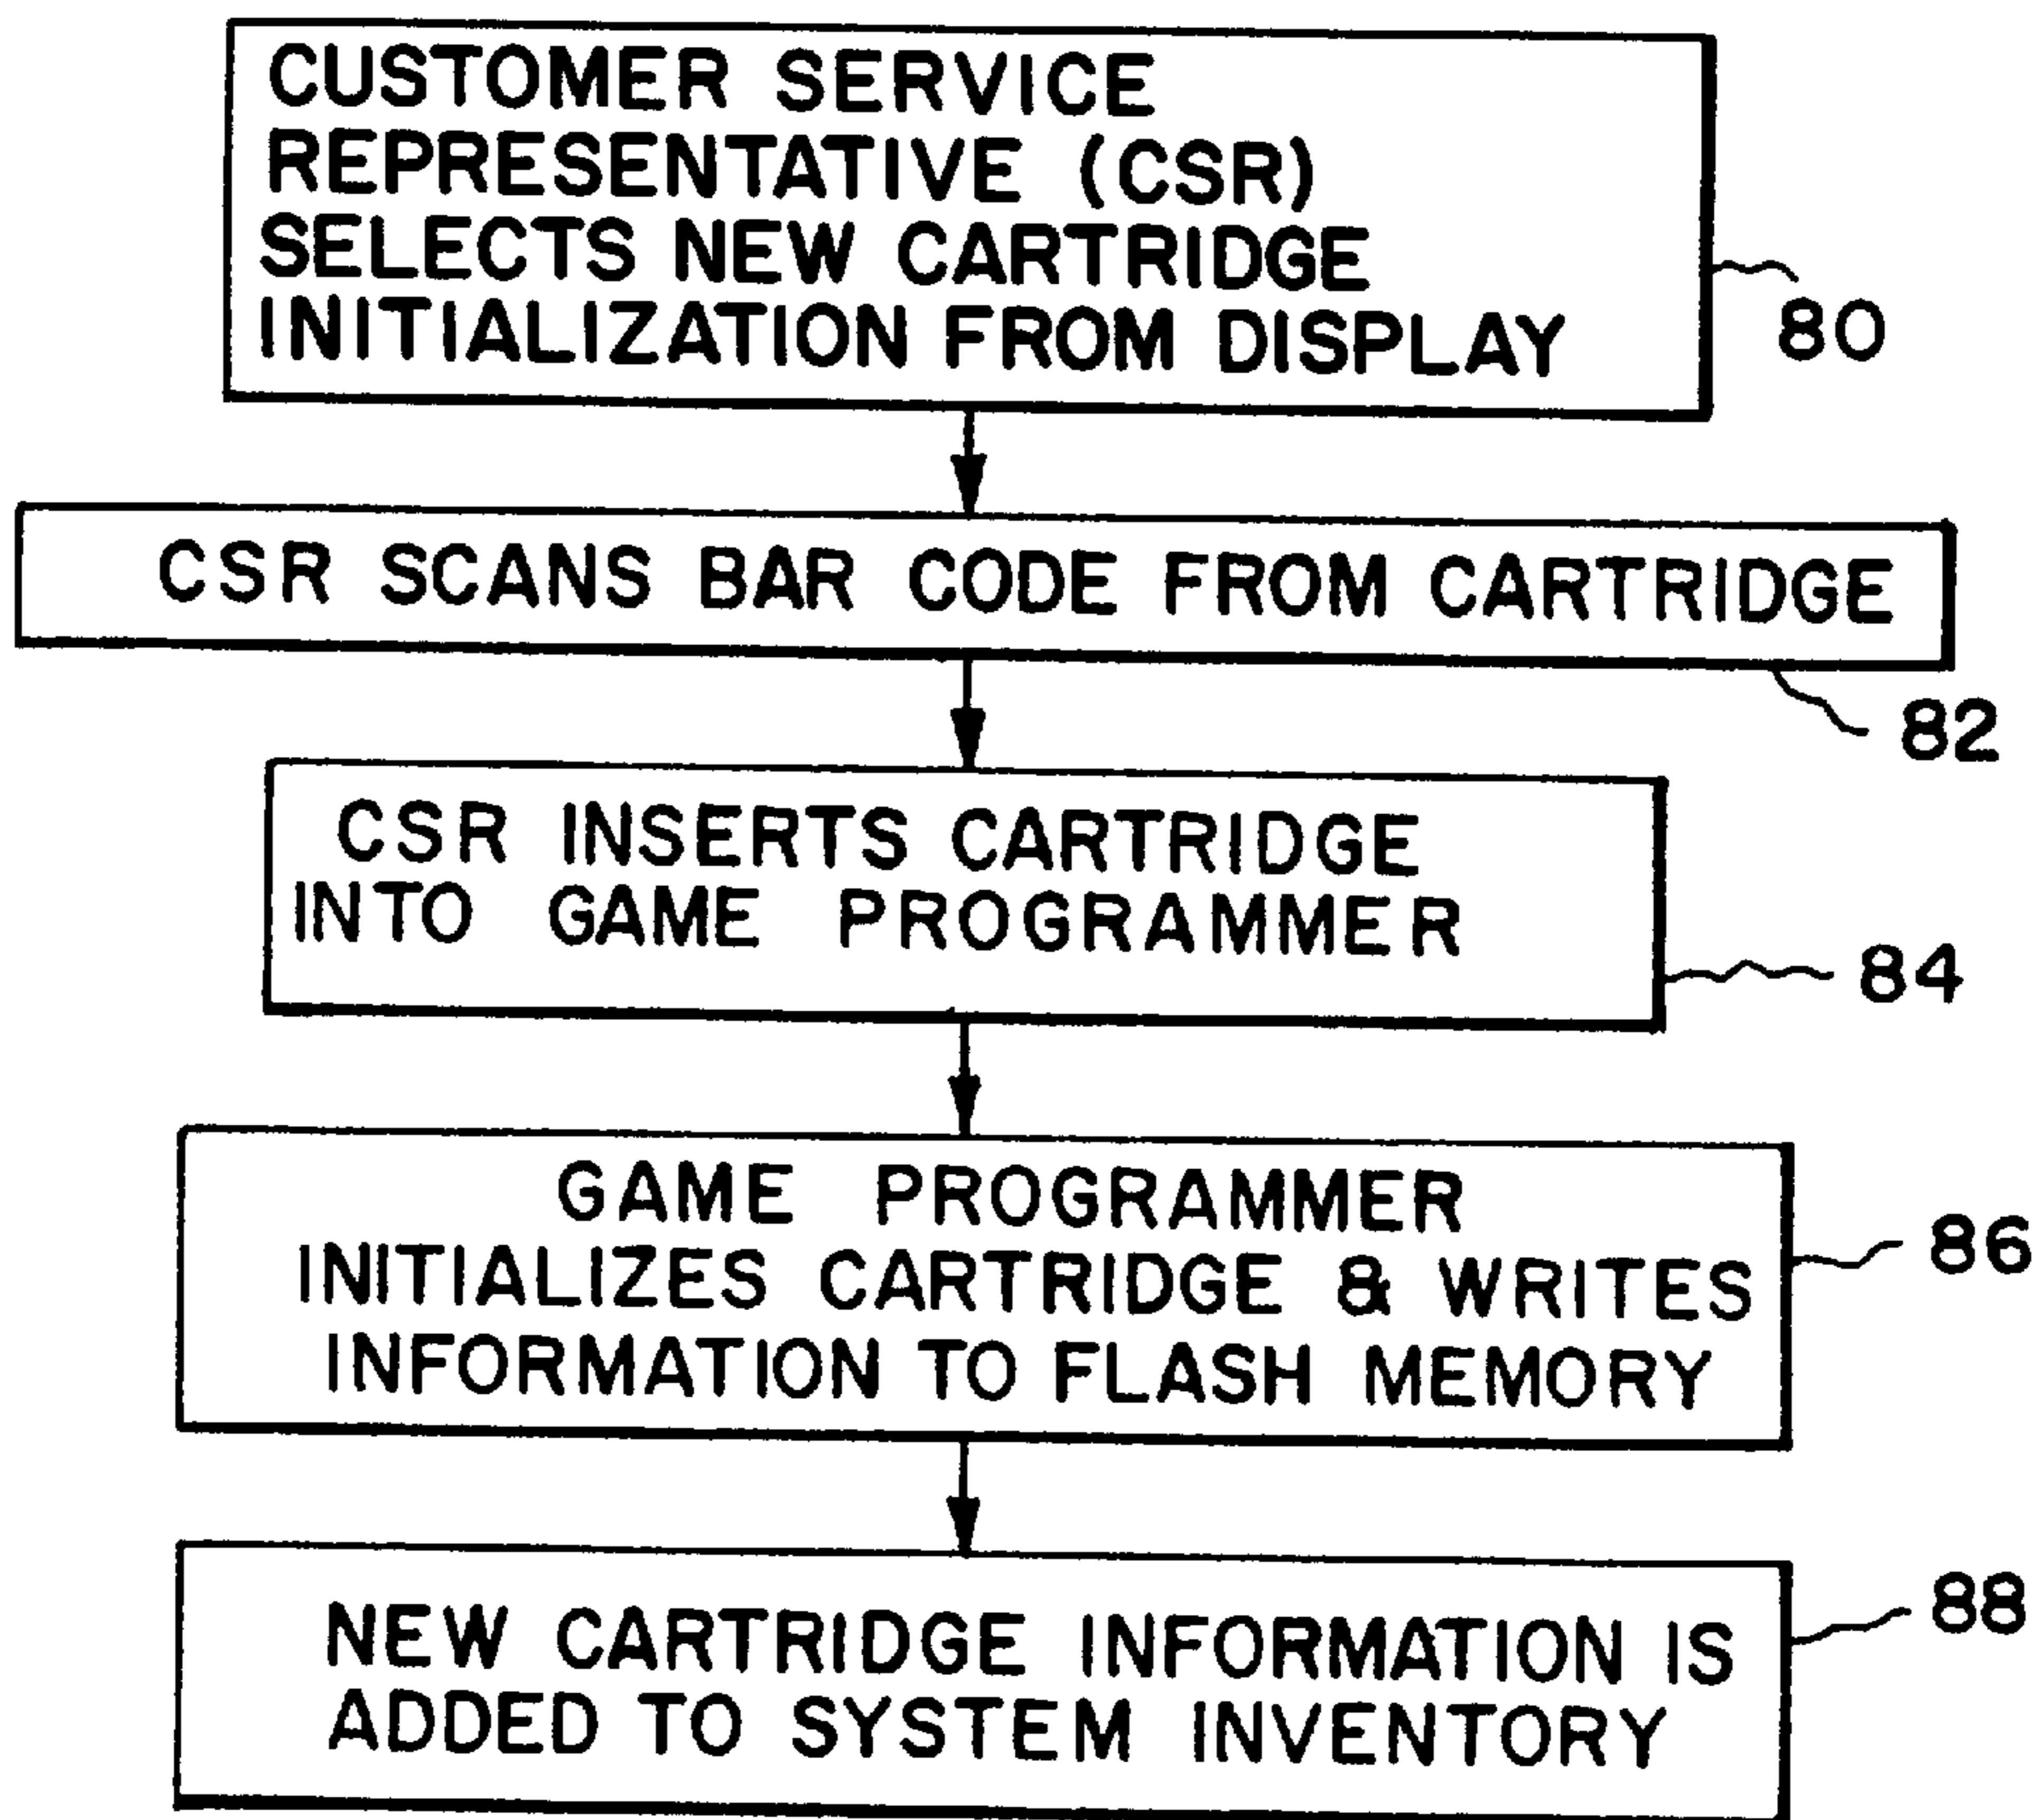 CUSTOMER SERVICE
REPRESENTATIVE (CSR)
SELECTS NEW CARTRIDGE
INITIALIZATION FROM DISPLAY
80
CSR SCANS BAR CODE FROM CARTRIDGE
82
CSR INSERTS CARTRIDGE
INTO GAME PROGRAMMER
84
GAME PROGRAMMER
INITIALIZES CARTRIDGE & WRITES
INFORMATION TO FLASH MEMORY
86
NEW CARTRIDGE INFORMATION IS
ADDED TO SYSTEM INVENTORY
88